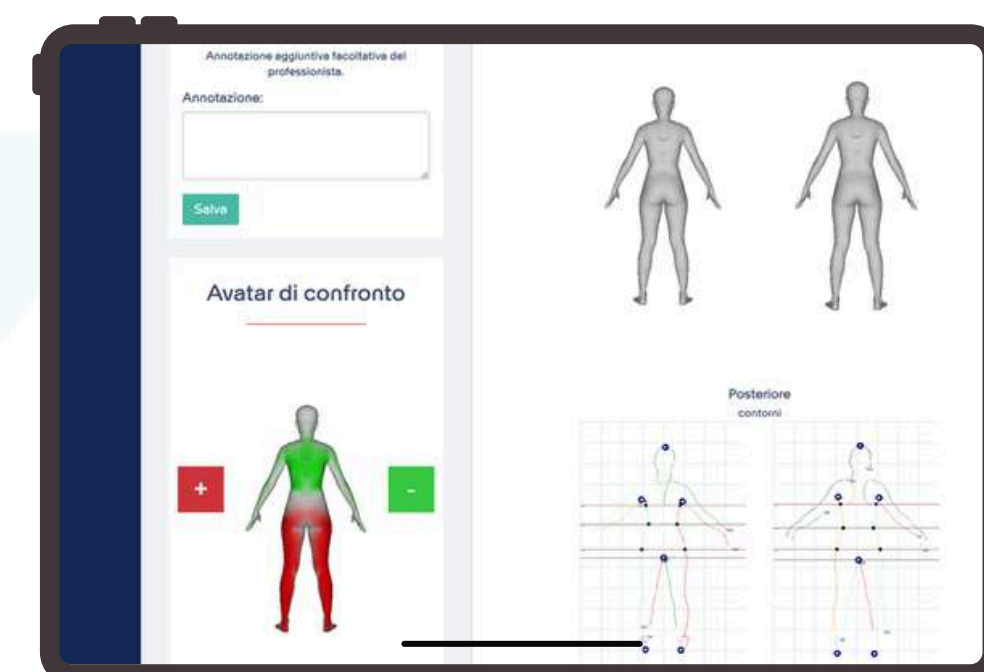 Annotazione aggiuntiva facoltativa del
professionista.
Annotazione:
Salva
Avatar di confronto
+
-
Posteriore
contorni